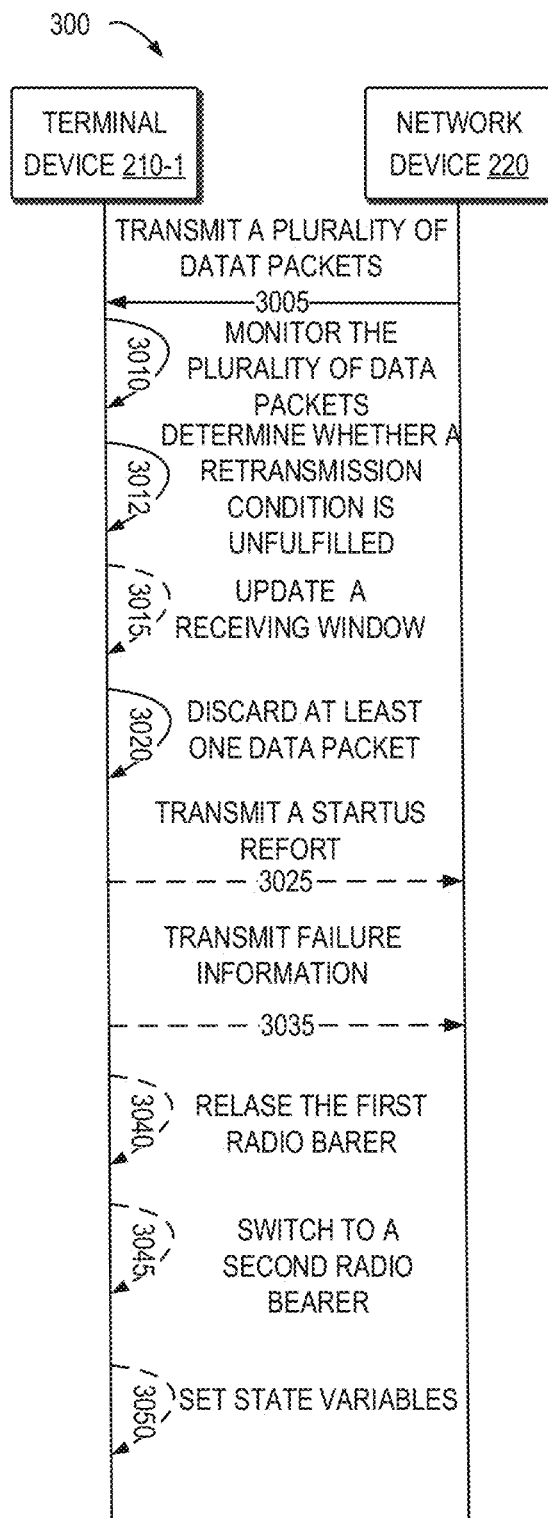 300
TERMINAL
DEVICE 210-1
NETWORK
DEVICE 220
TRANSMIT A PLURALITY OF
DATAT PACKETS
3005
3010
MONITOR THE
PLURALITY OF DATA
PACKETS
3012
DETERMINE WHETHER A
RETRANSMISSION
CONDITION IS
UNFULFILLED
3015
UPDATE A
RECEIVING WINDOW
3020
DISCARD AT LEAST
ONE DATA PACKET
TRANSMIT A STARTUS
REFORT
3025
TRANSMIT FAILURE
INFORMATION
3035
3040
RELASE THE FIRST
RADIO BARER
3045
SWITCH TO A
SECOND RADIO
BEARER
3050
SET STATE VARIABLES